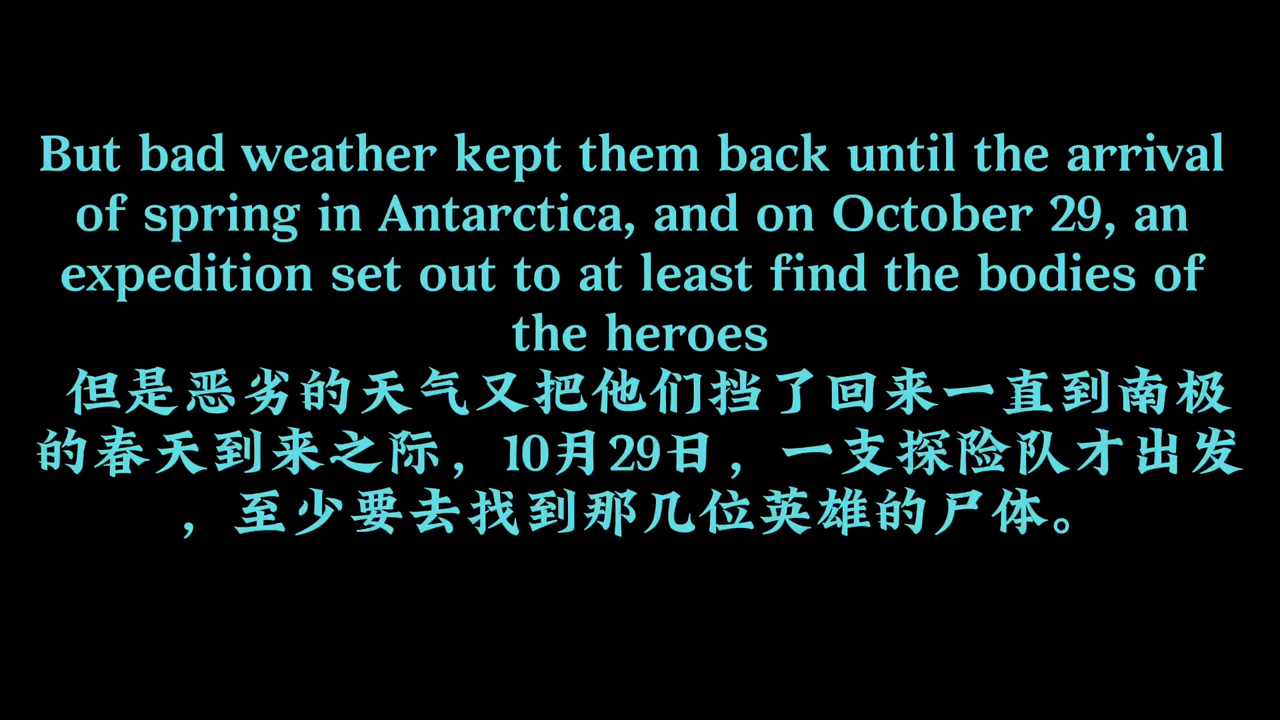 But bad weather kept them back until the arrival
of spring in Antarctica, and on October 29, an
expedition set out to at least find the bodies of
the heroes
但是恶劣的天气又把他们挡了回来一直到南极
的春天到来之际，10月29日，一支探险队才出发
，至少要去找到那几位英雄的尸体。